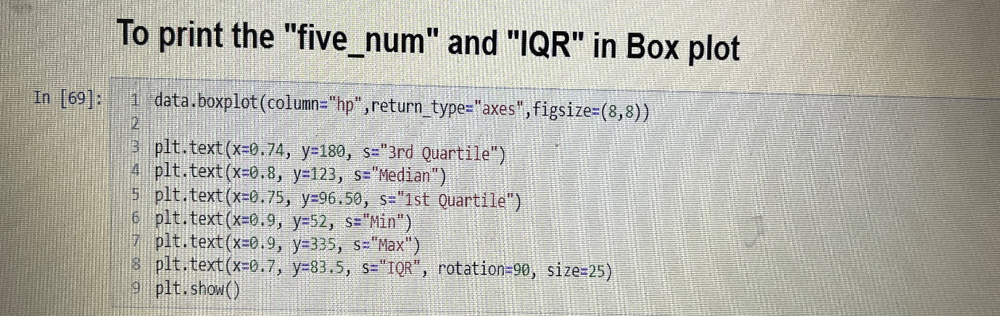 To print the "five_num" and "IQR" in Box plot
In [69]:
1 data.boxplot(column="hp",return_type="axes",figsize=(8,8))
2
3 plt.text(x=0.74, y=180, s="3rd Quartile")
4 plt.text(x=0.8, y=123, s="Median")
5 plt.text(x=0.75, y=96.50, s="1st Quartile")
6 plt.text(x=0.9, y=52, s="Min")
7 plt.text(x=0.9, y=335, s="Max")
8 plt.text(x=0.7, y=83.5, s="IQR", rotation=90, size=25)
9 plt.show()